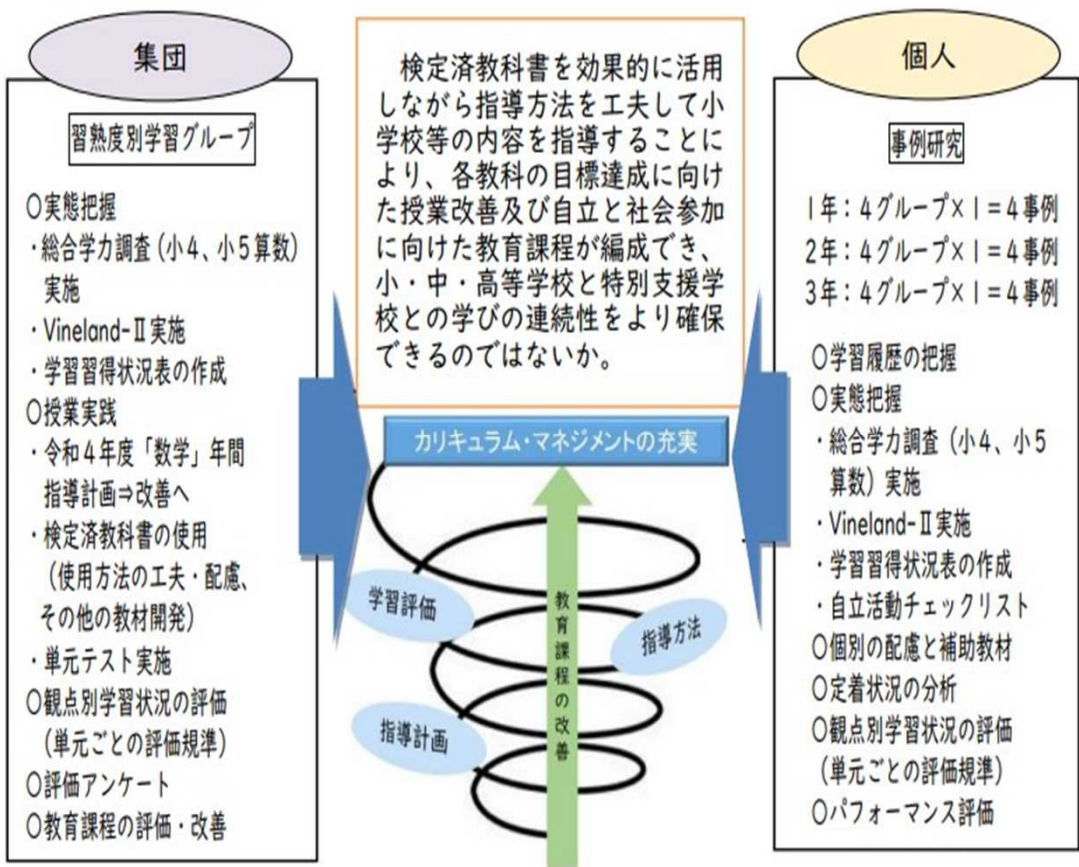 集団
習熟度別学習グループ
○実態把握
・総合学力調査(小4、小5算数)
実施
・Vineland-Ⅱ実施
・学習習得状況表の作成
○授業実践
・令和4年度「数学」年間
指導計画⇒改善へ
・検定済教科書の使用
(使用方法の工夫・配慮、
その他の教材開発)
・単元テスト実施
○観点別学習状況の評価
(単元ごとの評価規準)
○評価アンケート
○教育課程の評価・改善
検定済教科書を効果的に活用
しながら指導方法を工夫して小
学校等の内容を指導することに
より、各教科の目標達成に向け
た授業改善及び自立と社会参加
に向けた教育課程が編成でき、
小・中・高等学校と特別支援学
校との学びの連続性をより確保
できるのではないか。
カリキュラム・マネジメントの充実
学習評価
指導方法
指導計画
教育課程の改善
個人
事例研究
1年:4グループ×1=4事例
2年:4グループ×1=4事例
3年:4グループ×1=4事例
○学習履歴の把握
○実態把握
・総合学力調査(小4、小5
算数)実施
・Vineland-Ⅱ実施
・学習習得状況表の作成
・自立活動チェックリスト
○個別の配慮と補助教材
○定着状況の分析
○観点別学習状況の評価
(単元ごとの評価規準)
○パフォーマンス評価